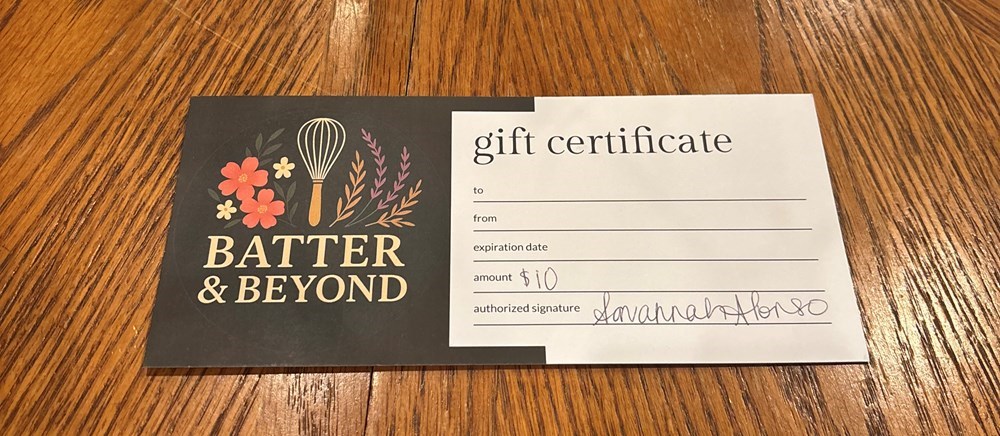 BATTER
& BEYOND
gift certificate
to
from
expiration date
amount $10
authorized signature Savannah Alonso